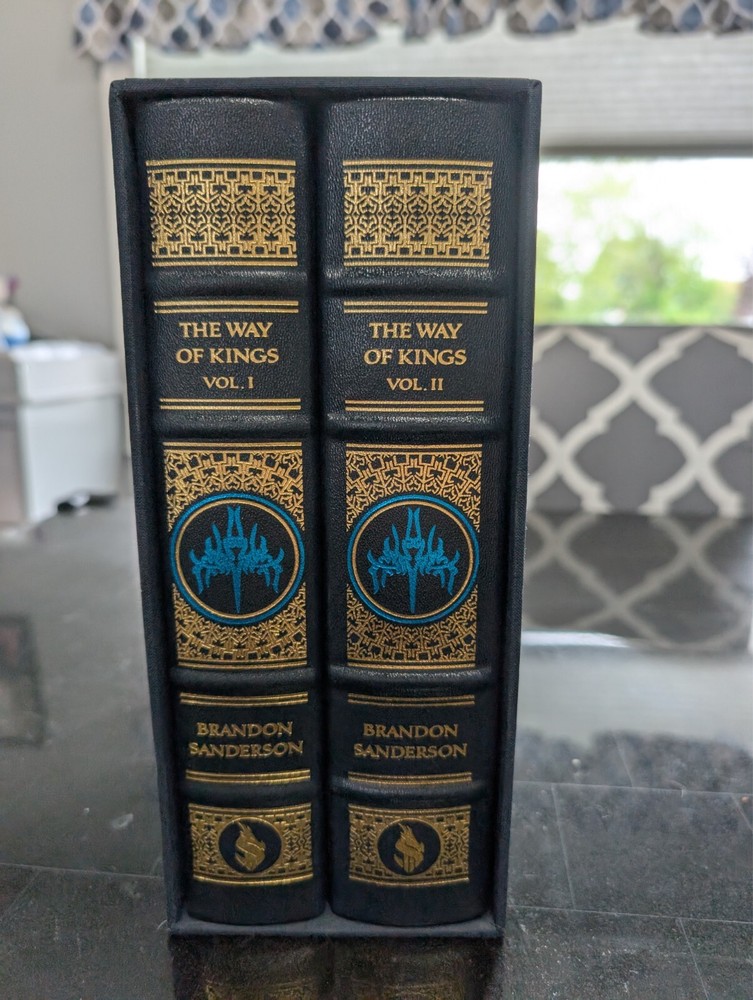 THE WAY
OF KINGS
VOL. I
BRANDON
SANDERSON
THE WAY
OF KINGS
VOL. II
BRANDON
SANDERSON